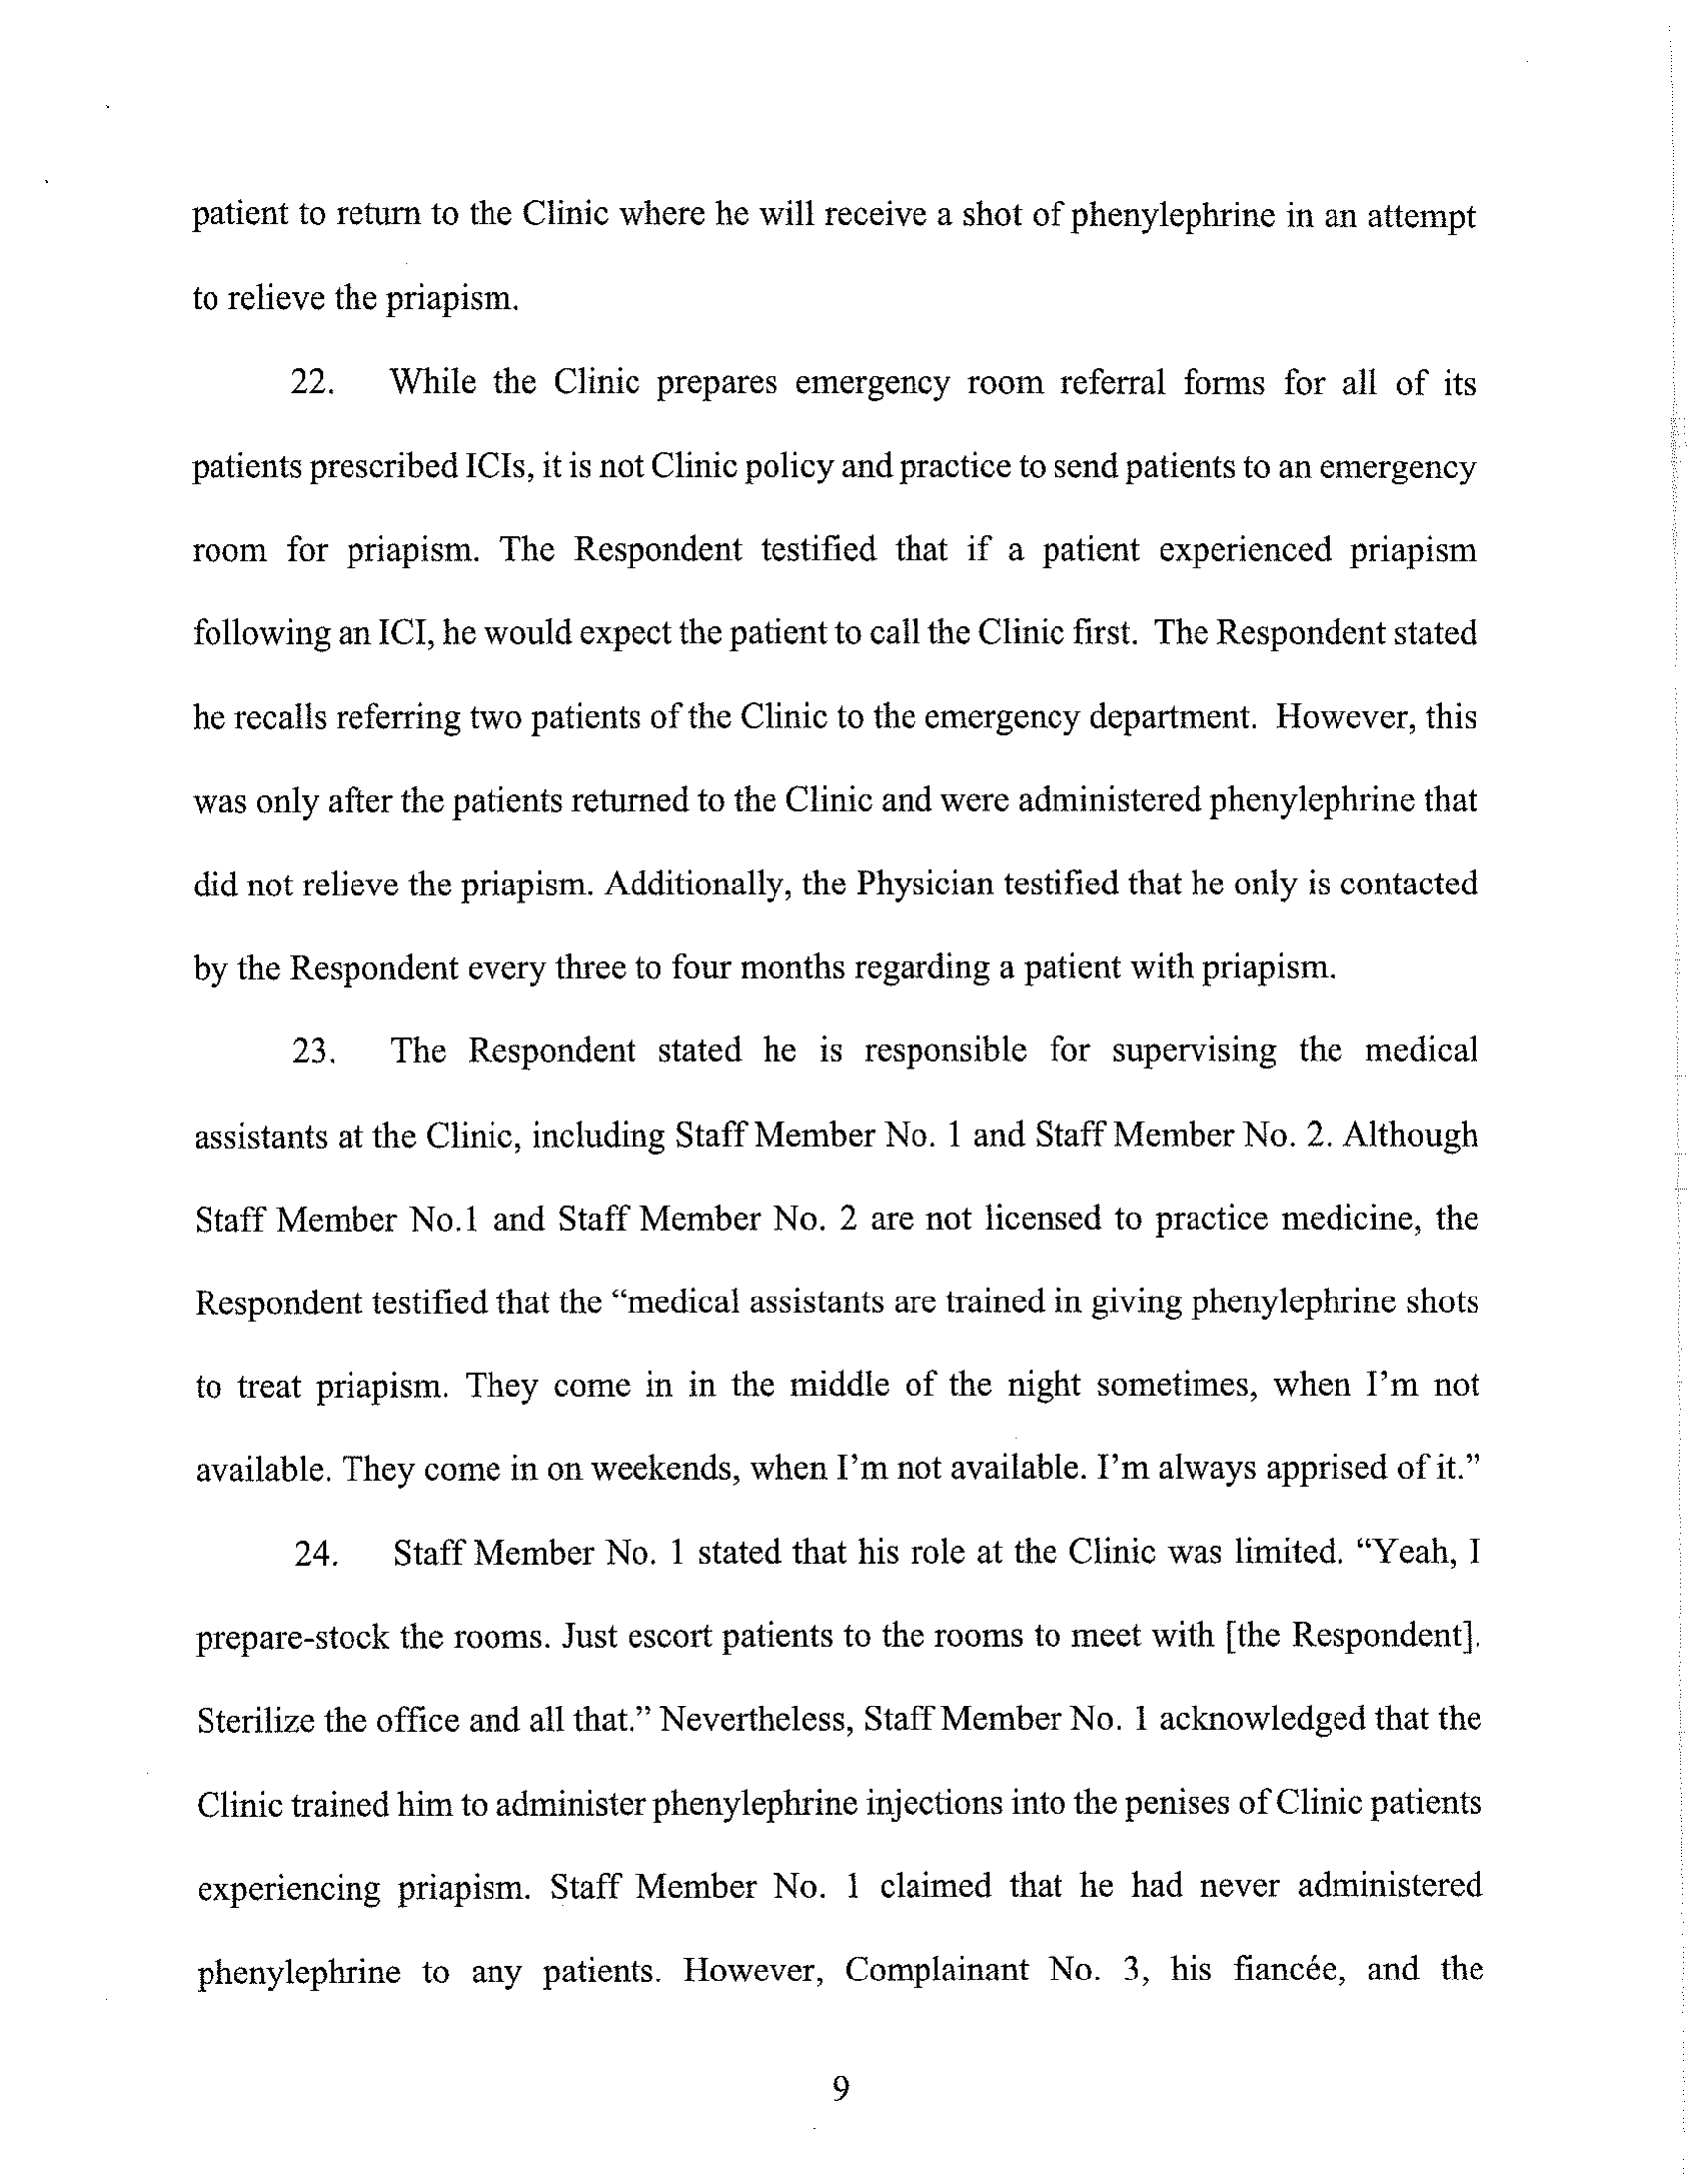 patient to return to the Clinic where he will receive a shot of phenylephrine in an attempt
to relieve the priapism.
22. While the Clinic prepares emergency room referral forms for all of its
patients prescribed ICIs, it is not Clinic policy and practice to send patients to an emergency
room for priapism. The Respondent testified that if a patient experienced priapism
following an ICI, he would expect the patient to call the Clinic first. The Respondent stated
he recalls referring two patients of the Clinic to the emergency department. However, this
was only after the patients returned to the Clinic and were administered phenylephrine that
did not relieve the priapism. Additionally, the Physician testified that he only is contacted
by the Respondent every three to four months regarding a patient with priapism.
23. The Respondent stated he is responsible for supervising the medical
assistants at the Clinic, including Staff Member No. 1 and Staff Member No. 2. Although
Staff Member No.1 and Staff Member No. 2 are not licensed to practice medicine, the
Respondent testified that the “medical assistants are trained in giving phenylephrine shots
to treat priapism. They come in in the middle of the night sometimes, when I’m not
available. They come in on weekends, when I’m not available. I’m always apprised of it.”
24. Staff Member No. 1 stated that his role at the Clinic was limited. “Yeah, I
prepare-stock the rooms. Just escort patients to the rooms to meet with [the Respondent].
Sterilize the office and all that.” Nevertheless, Staff Member No. 1 acknowledged that the
Clinic trained him to administer phenylephrine injections into the penises of Clinic patients
experiencing priapism. Staff Member No. 1 claimed that he had never administered
phenylephrine to any patients. However, Complainant No. 3, his fiancée, and the
9